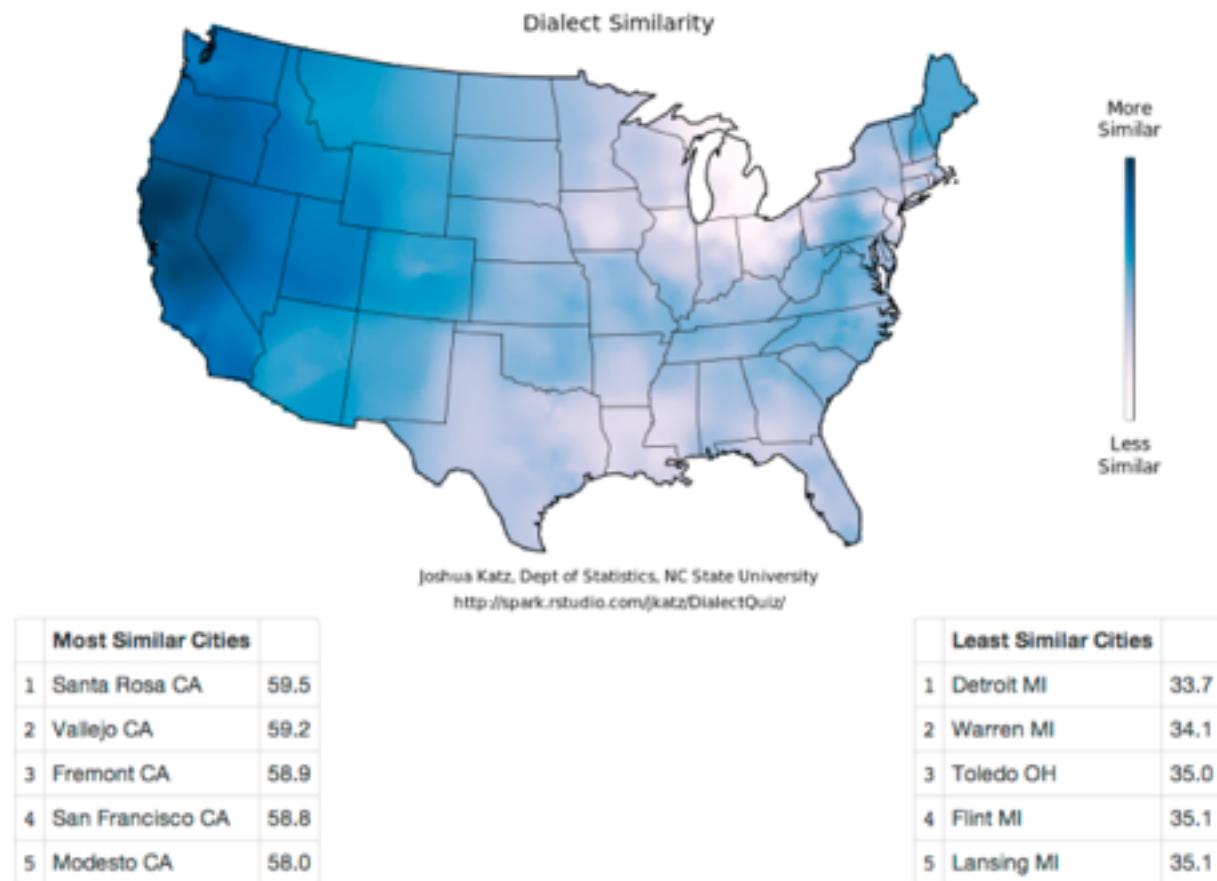 Dialect Similarity
More
Similar
Less
Similar
Joshua Katz, Dept of Statistics, NC State University
http://spark.rstudio.com/jkatz/DialectQuiz/
Most Similar Cities
1 Santa Rosa CA 59.5
2 Vallejo CA 59.2
3 Fremont CA 58.9
4 San Francisco CA 58.8
5 Modesto CA 58.0
Least Similar Cities
1 Detroit MI 33.7
2 Warren MI 34.1
3 Toledo OH 35.0
4 Flint MI 35.1
5 Lansing MI 35.1